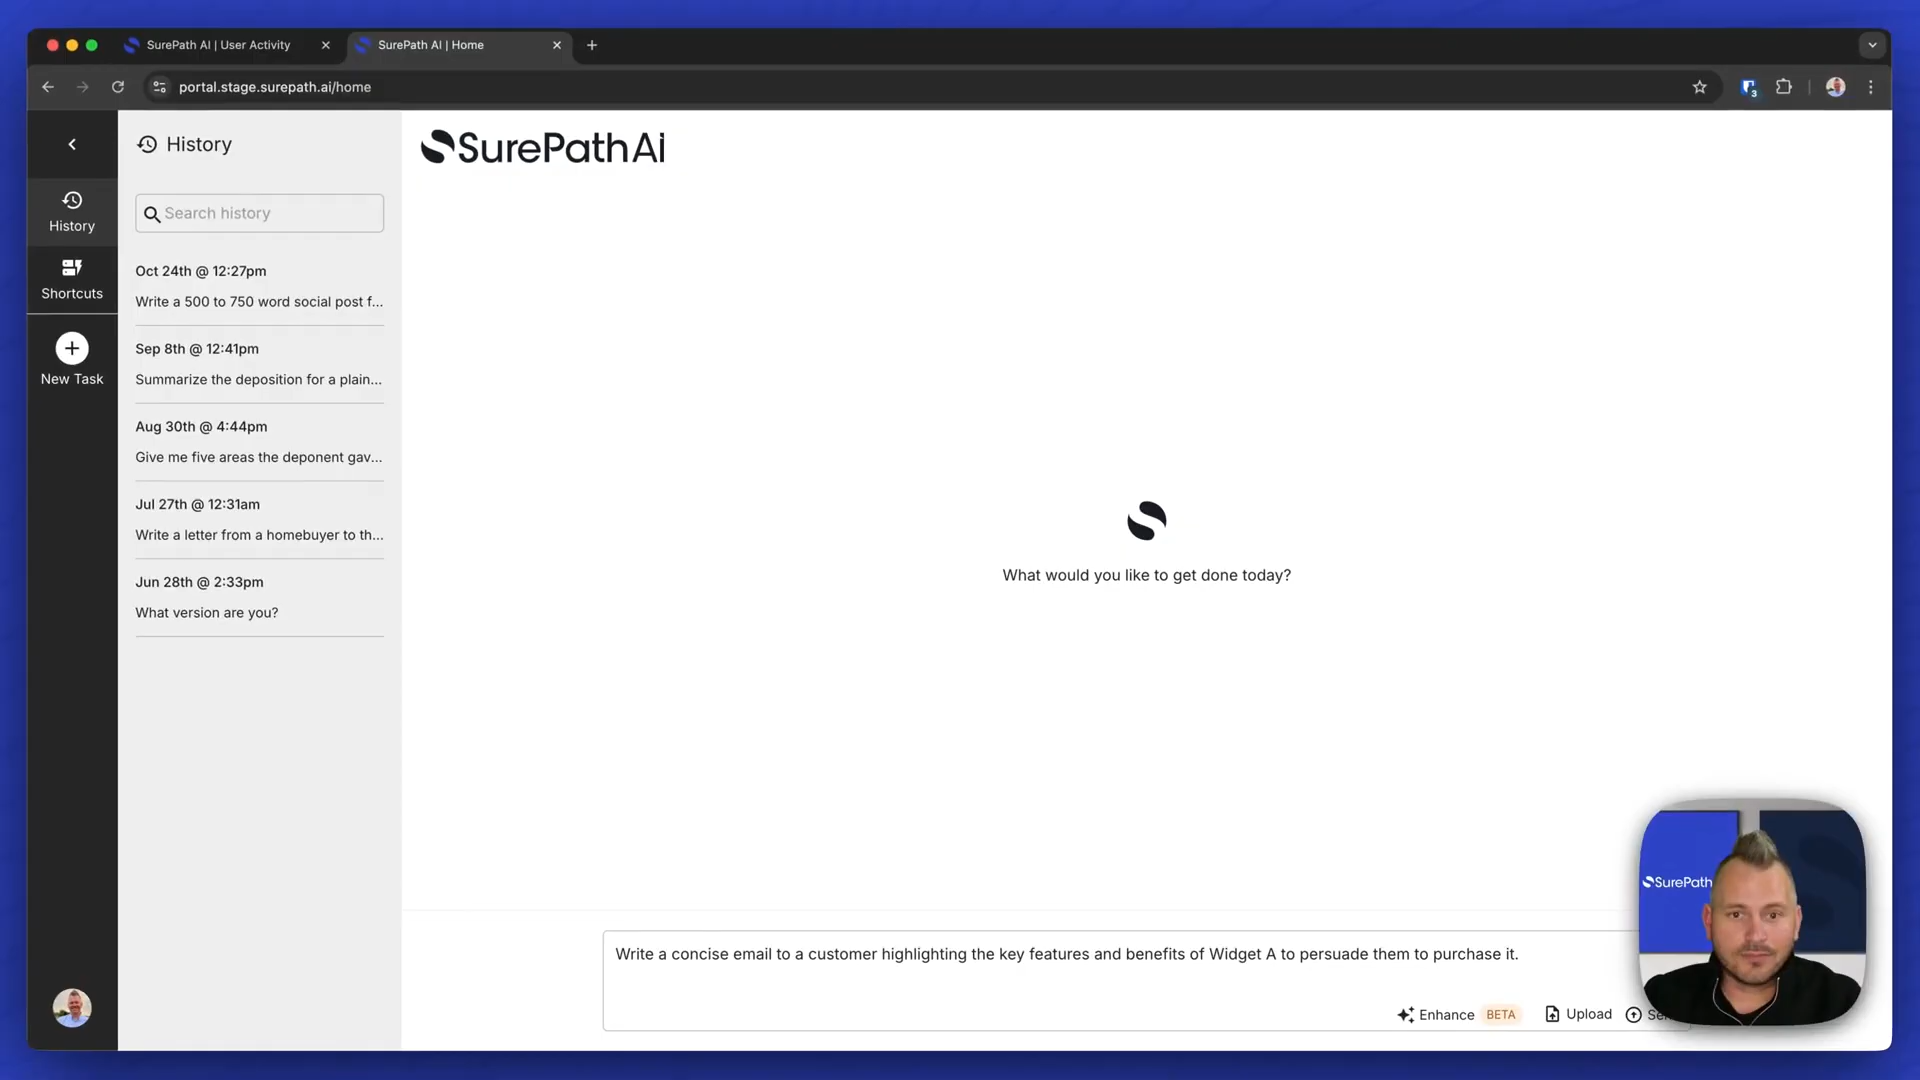 SurePath AI | User Activity
SurePath AI | Home
portal.stage.surepath.ai/home
3
History
SurePath Ai
History
Search history
Shortcuts
Oct 24th @ 12:27pm
Write a 500 to 750 word social post f...
New Task
Sep 8th @ 12:41pm
Summarize the deposition for a plain...
Aug 30th @ 4:44pm
Give me five areas the deponent gav...
Jul 27th @ 12:31am
Write a letter from a homebuyer to th...
Jun 28th @ 2:33pm
What version are you?
What would you like to get done today?
SurePath
Write a concise email to a customer highlighting the key features and benefits of Widget A to persuade them to purchase it.
Enhance BETA Upload